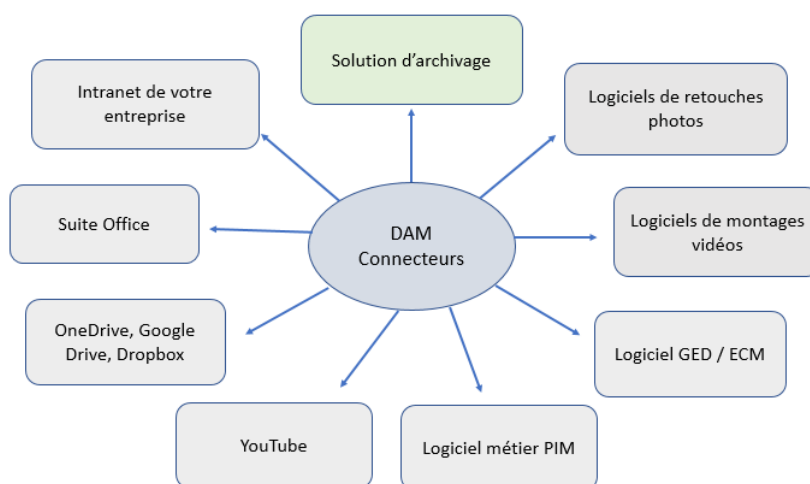 Solution d'archivage
Intranet de votre
entreprise
Logiciels de retouches
photos
Suite Office
DAM
Connecteurs
Logiciels de montages
vidéos
OneDrive, Google
Drive, Dropbox
Logiciel GED / ECM
YouTube
Logiciel métier PIM